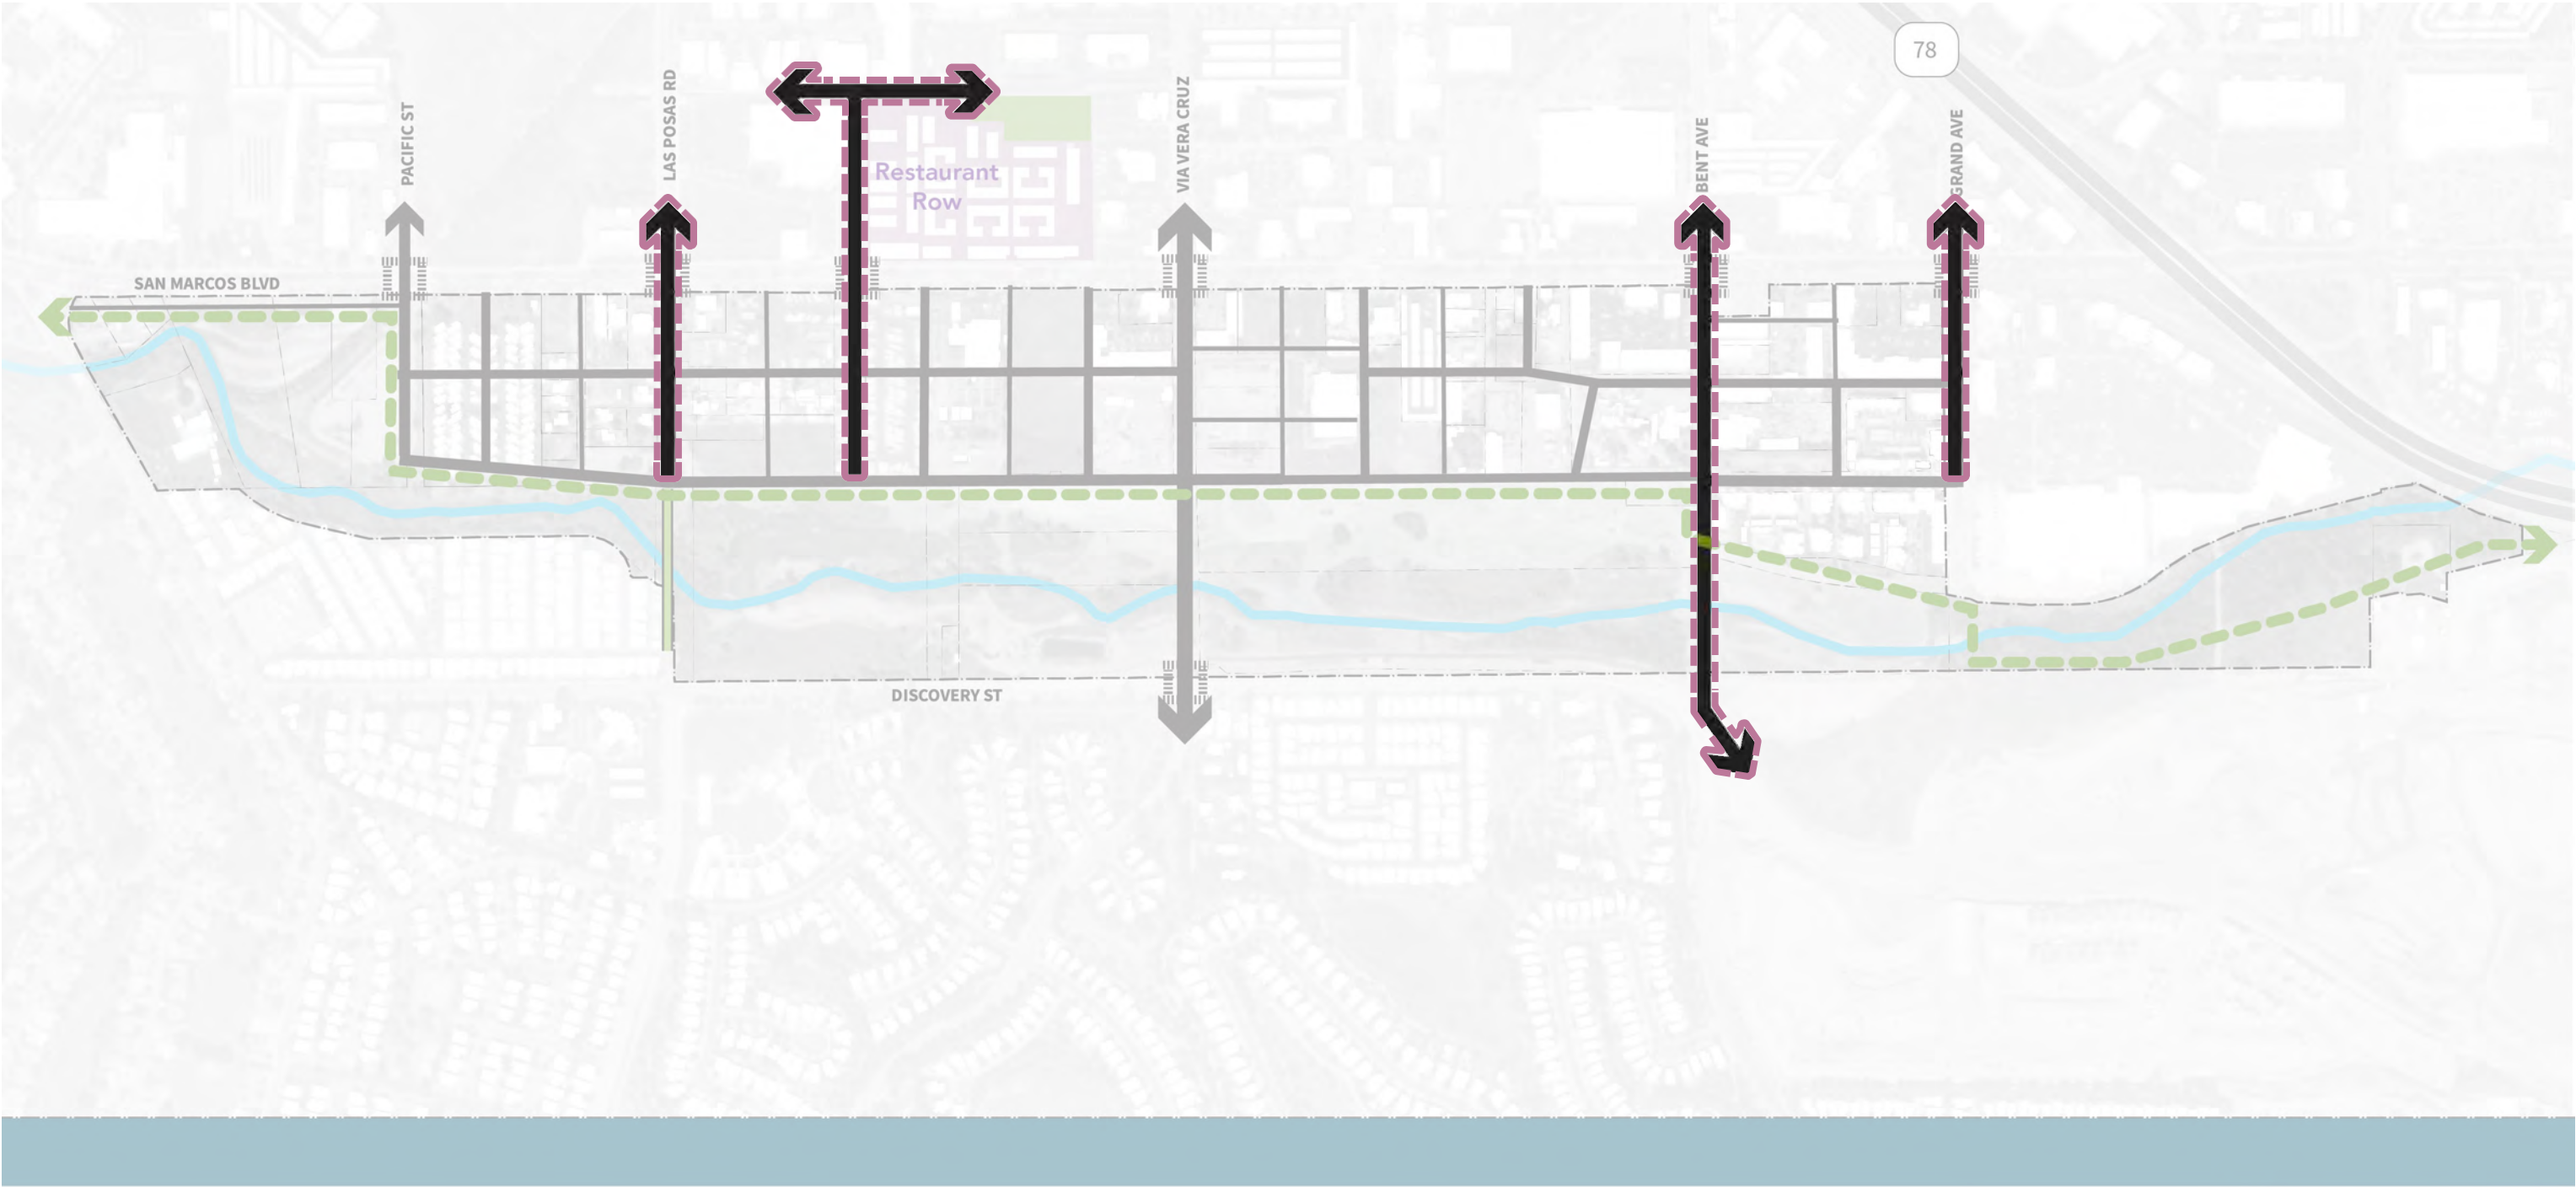 78
PACIFIC ST
LAS POSAS RD
VIA VERA CRUZ
BENT AVE
GRAND AVE
Restaurant
Row
SAN MARCOS BLVD
DISCOVERY ST